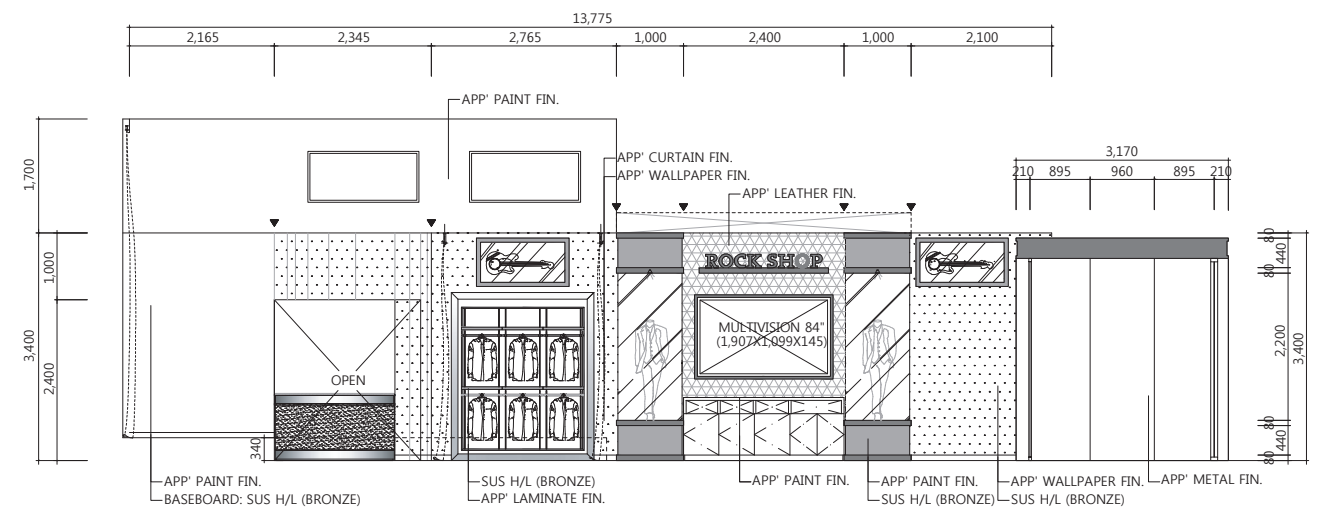 13,775
2,165
2,345
2,765
1,000
2,400
1,000
2,100
APP' PAINT FIN.
APP' CURTAIN FIN.
APP' WALLPAPER FIN.
APP' LEATHER FIN.
3,170
210
895
960
895
210
1,700
1,000
3,400
2,400
340
ROCK SHOP
MULTIVISION 84"
(1,907X1,099X145)
OPEN
80
440
80
2,200
3,400
80
440
80
APP' PAINT FIN.
BASEBOARD: SUS H/L (BRONZE)
SUS H/L (BRONZE)
APP' LAMINATE FIN.
APP' PAINT FIN.
APP' PAINT FIN.
SUS H/L (BRONZE)
APP' WALLPAPER FIN.
SUS H/L (BRONZE)
APP' METAL FIN.